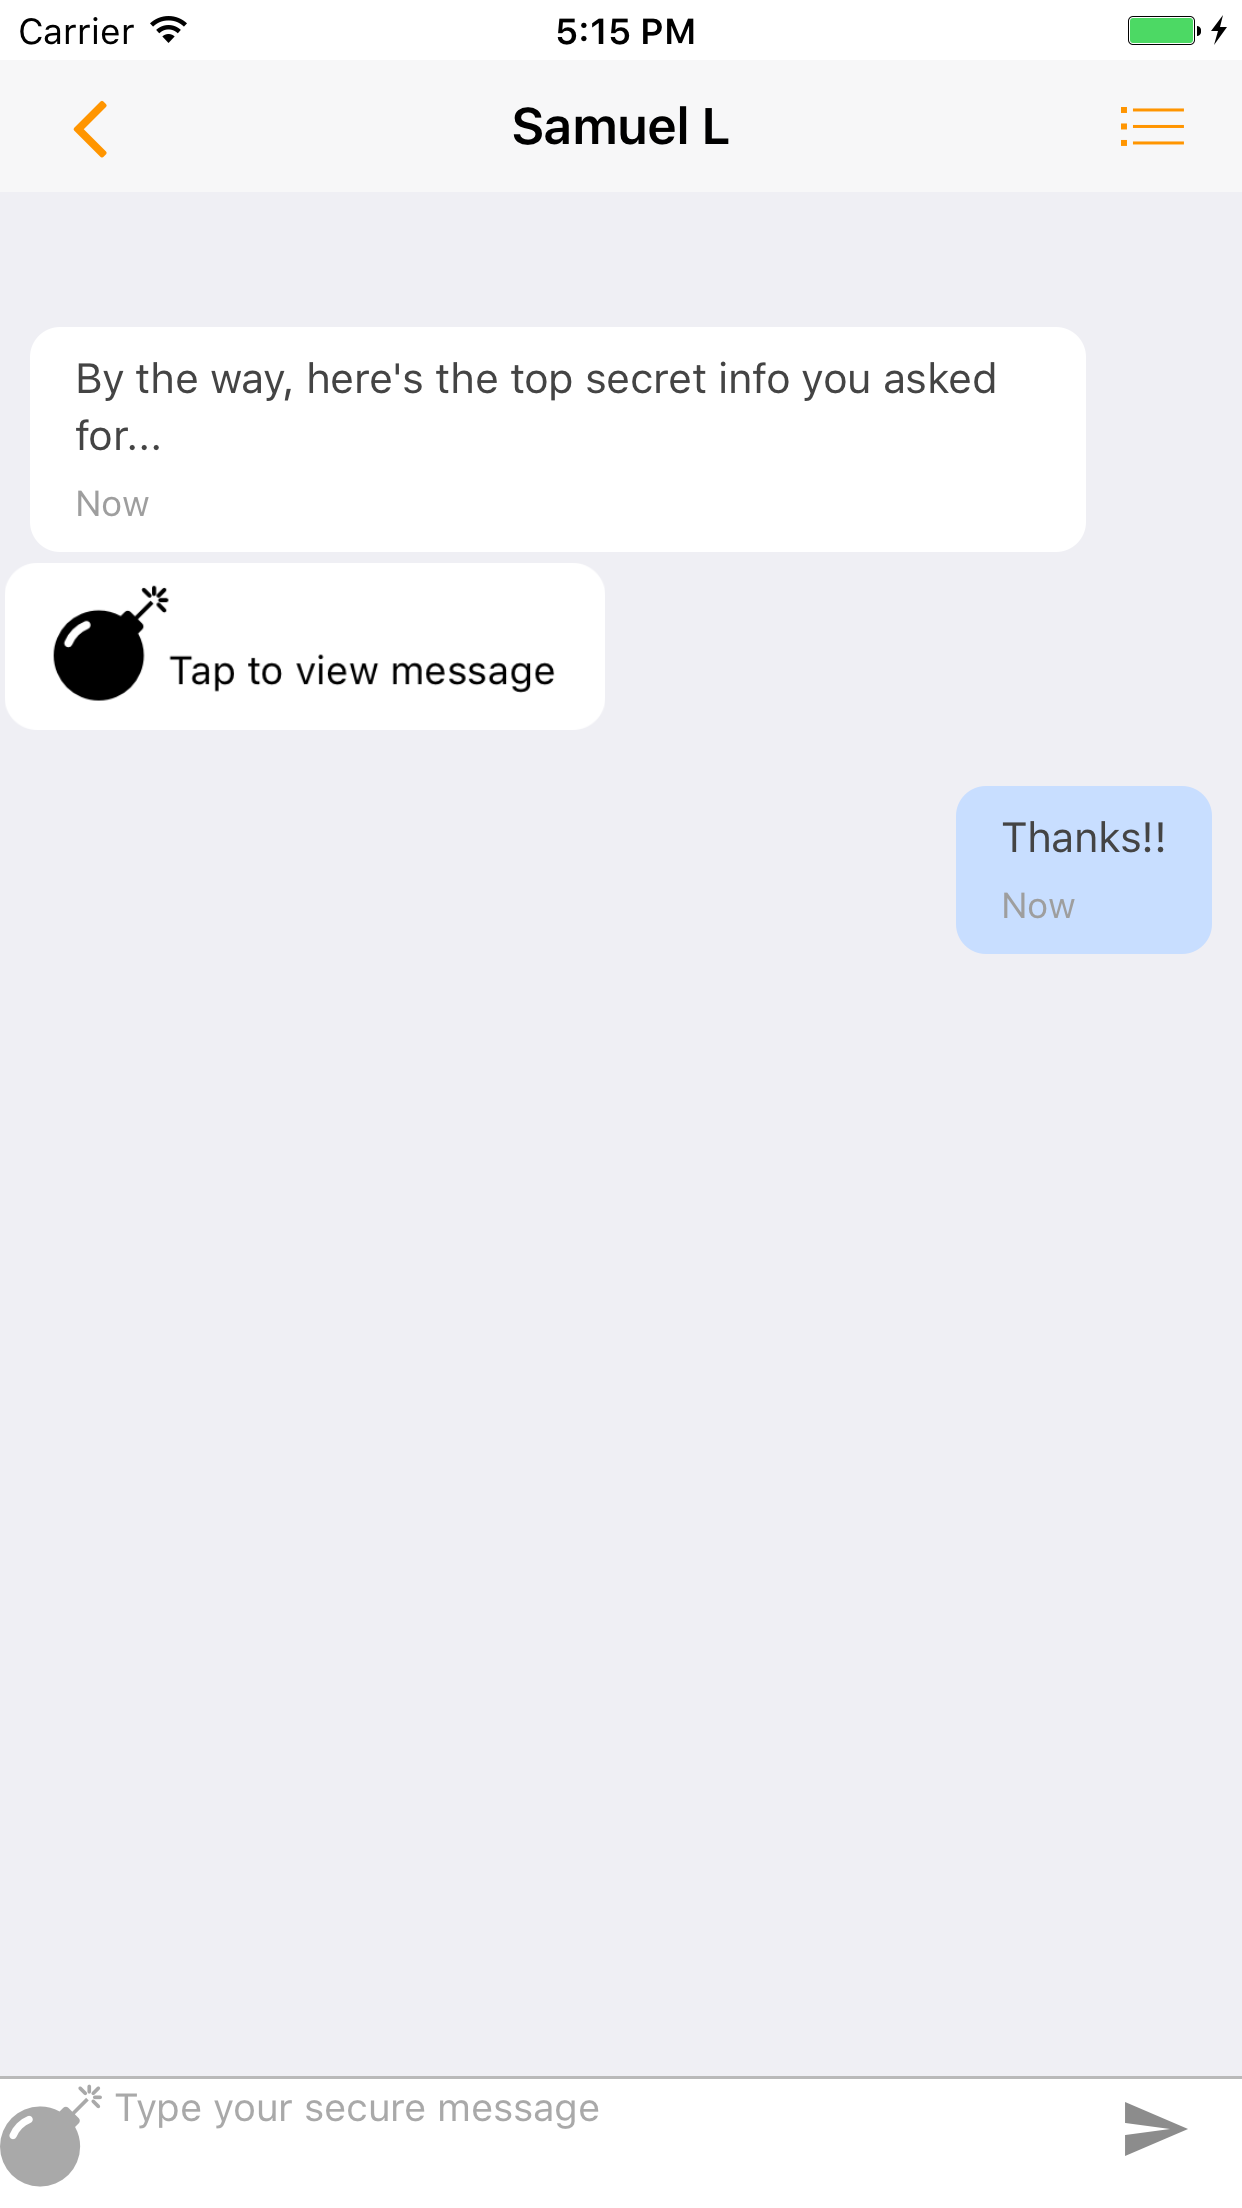 Carrier 5:15 PM
Samuel L
By the way, here's the top secret info you asked
for...
Now
Tap to view message
Thanks!!
Now
Type your secure message